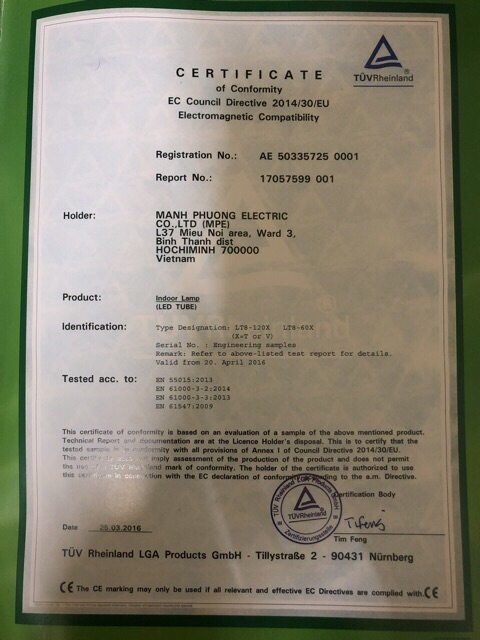 TÜVRheinland®
CERTIFICATE
of Conformity
EC Council Directive 2014/30/EU
Electromagnetic Compatibility
Registration No.: AE 50335725 0001
Report No.: 17057599 001
Holder: MANH PHUONG ELECTRIC
CO.,LTD (MPE)
L37 Mieu Noi area, Ward 3,
Binh Thanh dist
HOCHIMINH 700000
Vietnam
Product: Indoor Lamp
(LED TUBE)
Identification: Type Designation: LT8-120X LT8-60X
(X=T or V)
Serial No. : Engineering samples
Remark: Refer to above-listed test report for details.
Valid from 20. April 2016
Tested acc. to: EN 55015:2013
EN 61000-3-2:2014
EN 61000-3-3:2013
EN 61547:2009
This certificate of conformity is based on an evaluation of a sample of the above mentioned product.
Technical Report and documentation are at the Licence Holder's disposal. This is to certify that the
tested sample is in conformity with all provisions of Annex I of Council Directive 2014/30/EU.
This certificate does not imply assessment of the production of the product and does not permit
the use of a TÜV Rheinland mark of conformity. The holder of the certificate is authorized to use
this certificate in connection with the EC declaration of conformity according to the a.m. Directive.
Certification Body
TÜV Rheinland LGA Products GmbH
TÜVRheinland
Zertifizierungsstelle
Tifeng
Date 25.03.2016
Tim Feng
TÜV Rheinland LGA Products GmbH - Tillystraße 2 - 90431 Nürnberg
CE The CE marking may only be used if all relevant and effective EC Directives are complied with. CE